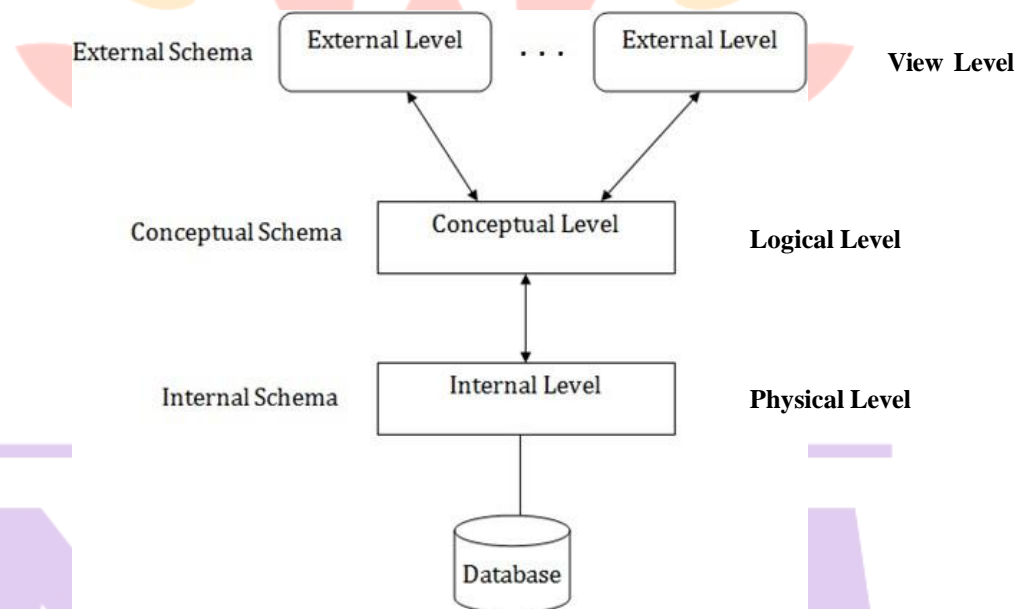 External Schema
External Level
. . .
External Level
View Level
Conceptual Schema
Conceptual Level
Logical Level
Internal Schema
Internal Level
Physical Level
Database